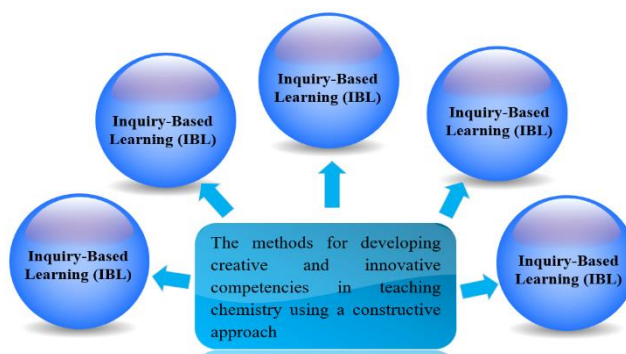 Inquiry-Based
Learning (IBL)
Inquiry-Based
Learning (IBL)
Inquiry-Based
Learning (IBL)
Inquiry-Based
Learning (IBL)
Inquiry-Based
Learning (IBL)
The methods for developing
creative and innovative
competencies in teaching
chemistry using a constructive
approach